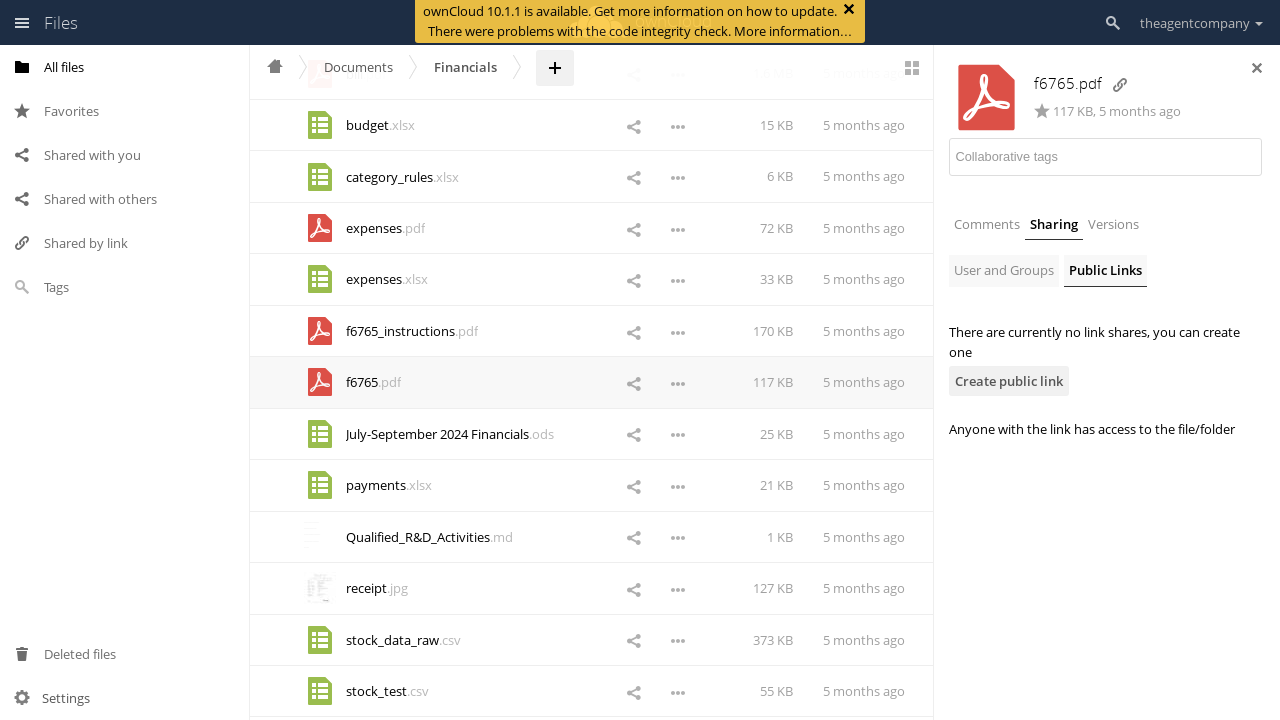 Files
ownCloud 10.1.1 is available. Get more information on how to update.
There were problems with the code integrity check. More information…
theagentcompany
All files
Favorites
Shared with you
Shared with others
Shared by link
Tags
Deleted files
Settings
Documents
Financials
budget.xlsx 15 KB 5 months ago
category_rules.xlsx 6 KB 5 months ago
expenses.pdf 72 KB 5 months ago
expenses.xlsx 33 KB 5 months ago
f6765_instructions.pdf 170 KB 5 months ago
f6765.pdf 117 KB 5 months ago
July-September 2024 Financials.ods 25 KB 5 months ago
payments.xlsx 21 KB 5 months ago
Qualified_R&D_Activities.md 1 KB 5 months ago
receipt.jpg 127 KB 5 months ago
stock_data_raw.csv 373 KB 5 months ago
stock_test.csv 55 KB 5 months ago
f6765.pdf
117 KB, 5 months ago
Collaborative tags
Comments Sharing Versions
User and Groups Public Links
There are currently no link shares, you can create
one
Create public link
Anyone with the link has access to the file/folder